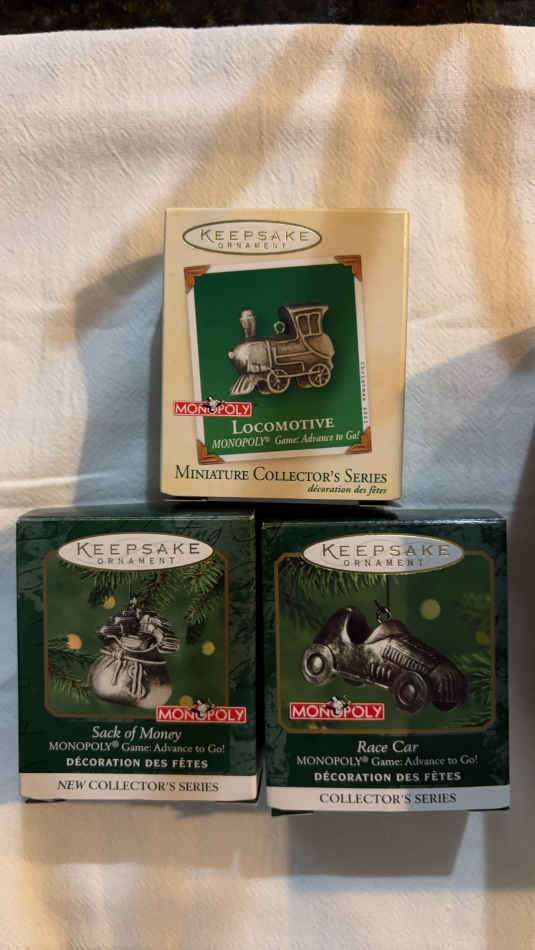 KEEPSAKE
ORNAMENT
MONOPOLY
LOCOMOTIVE
MONOPOLY® Game: Advance to Go!
MINIATURE COLLECTOR'S SERIES
décoration des fêtes
KEEPSAKE
ORNAMENT
MONOPOLY
Sack of Money
MONOPOLY® Game: Advance to Go!
DÉCORATION DES FÊTES
NEW COLLECTOR'S SERIES
KEEPSAKE
ORNAMENT
MONOPOLY
Race Car
MONOPOLY® Game: Advance to Go!
DÉCORATION DES FÊTES
COLLECTOR'S SERIES